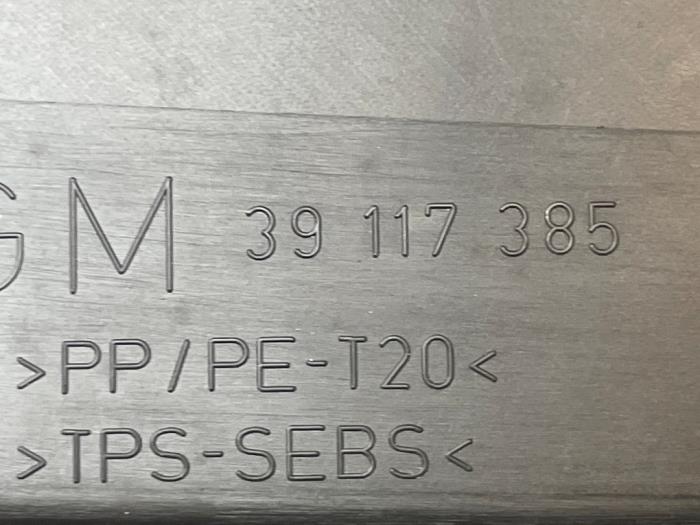 GM 39 117 385
>PP/PE-T20<
>TPS-SEBS<